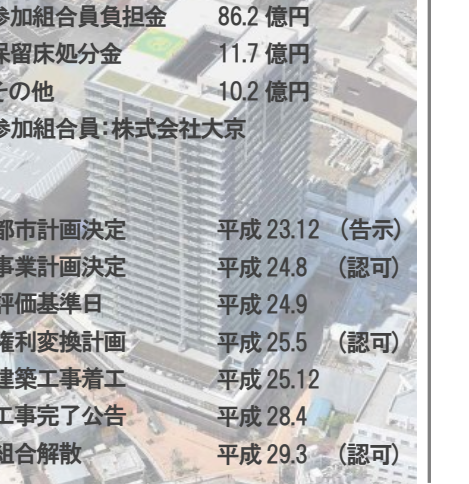 参加組合員負担金 86.2 億円
保留床処分金 11.7 億円
その他 10.2 億円
参加組合員：株式会社大京
都市計画決定 平成 23.12 （告示）
事業計画決定 平成 24.8 （認可）
評価基準日 平成 24.9
権利変換計画 平成 25.5 （認可）
建築工事着工 平成 25.12
工事完了公告 平成 28.4
組合解散 平成 29.3 （認可）